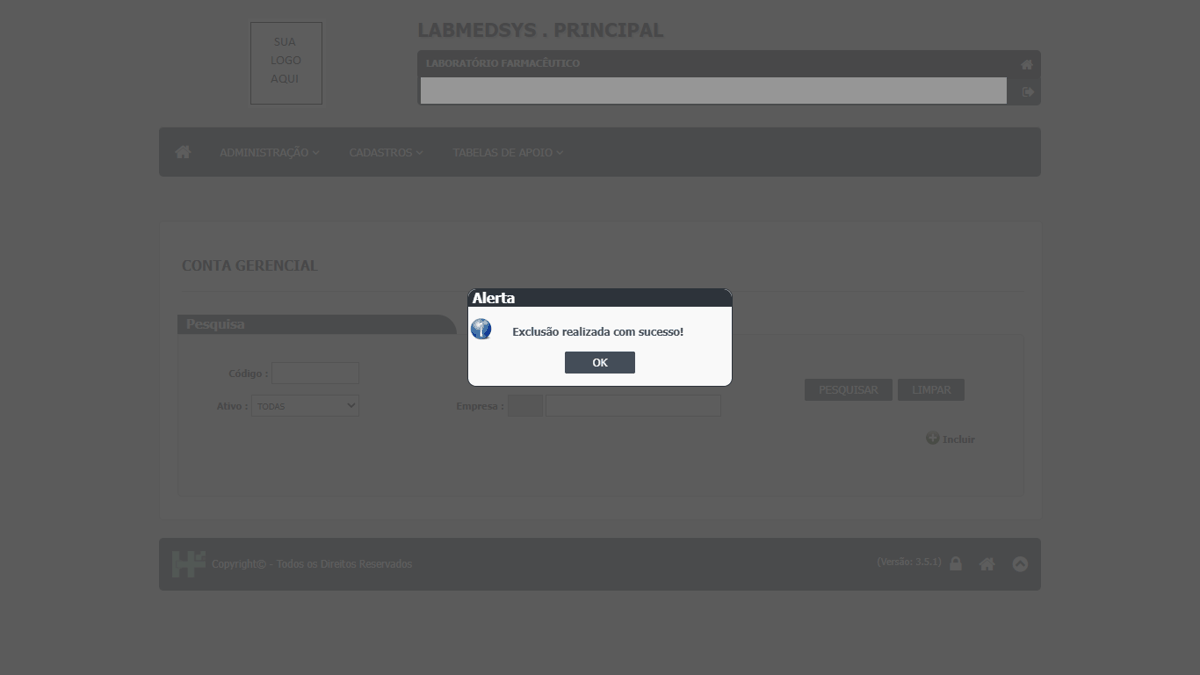 SUA
LOGO
AQUI
LABMEDSYS . PRINCIPAL
LABORATÓRIO FARMACÊUTICO
ADMINISTRAÇÃO
CADASTROS
TABELAS DE APOIO
CONTA GERENCIAL
Pesquisa
Código :
Ativo : TODAS
Empresa :
PESQUISAR
LIMPAR
Incluir
Alerta
Exclusão realizada com sucesso!
OK
Copyright© - Todos os Direitos Reservados
(Versão: 3.5.1)